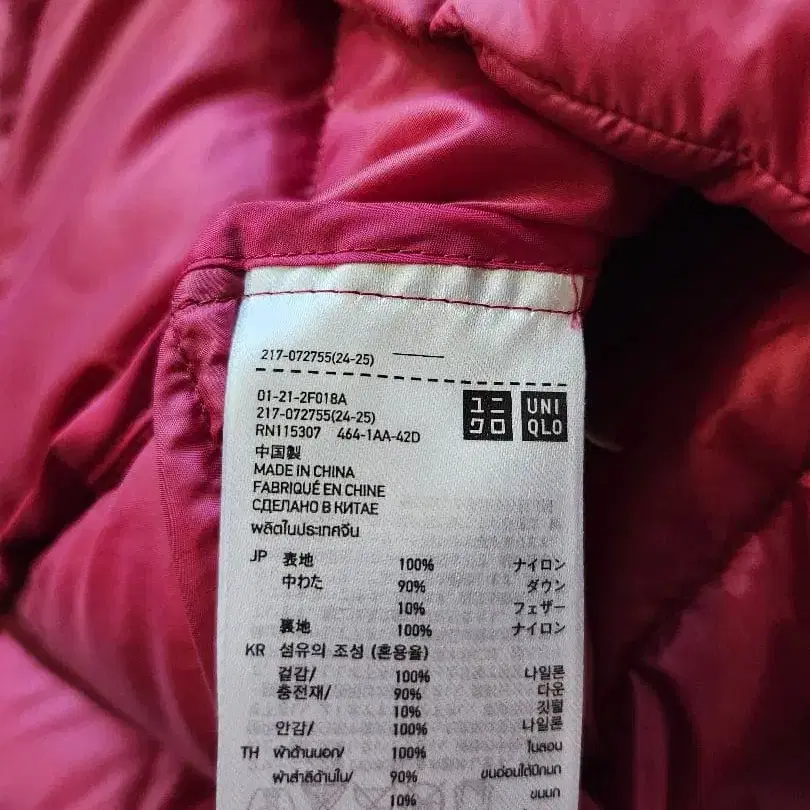 217-072755(24-25)
01-21-2F018A
217-072755(24-25)
RN115307 464-1AA-42D
ユニクロ
UNIQLO
中国製
MADE IN CHINA
FABRIQUÉ EN CHINE
СДЕЛАНО В КИТАЕ
ผลิตในประเทศจีน
JP 表地 100% ナイロン
中わた 90% ダウン
10% フェザー
裏地 100% ナイロン
KR 섬유의 조성 (혼용율)
겉감/ 100% 나일론
충전재/ 90% 다운
10% 깃털
안감/ 100% 나일론
TH ผ้าด้านนอก/ 100% ไนลอน
ผ้าสำลีด้านใน/ 90% ขนอ่อนใต้ปีกนก
10% ขนนก